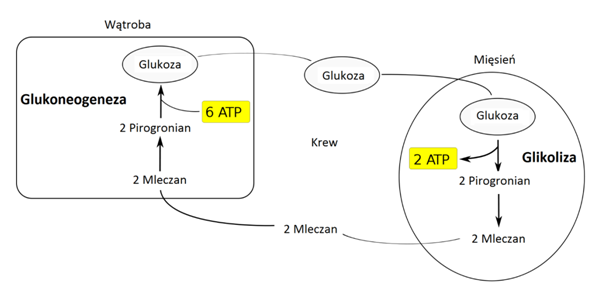 Wątroba
Glukoza
Glukoneogeneza
6 ATP
2 Pirogronian
2 Mleczan
Glukoza
Krew
2 Mleczan
Mięsień
Glukoza
2 ATP
Glikoliza
2 Pirogronian
2 Mleczan